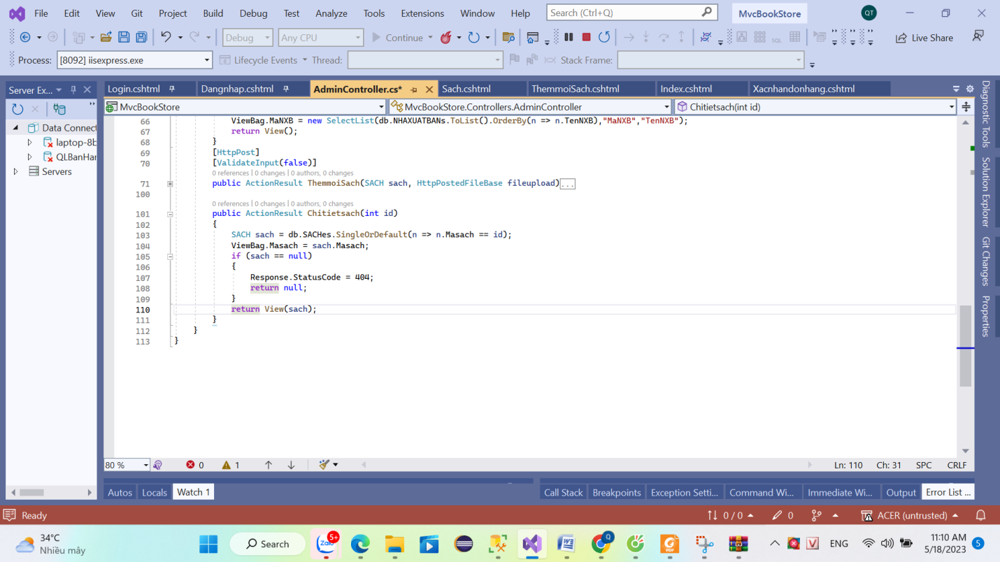 File Edit View Git Project Build Debug Test Analyze Tools Extensions Window Help Search (Ctrl+Q) MvcBookStore QT
Debug Any CPU Continue SQL Live Share
Process: [8092] iisexpress.exe Lifecycle Events Thread: Stack Frame:
Server Ex... Login.cshtml Dangnhap.cshtml AdminController.cs* Sach.cshtml ThemmoiSach.cshtml Index.cshtml Xacnhandonhang.cshtml
MvcBookStore MvcBookStore.Controllers.AdminController Chitietsach(int id)
Data Connect
laptop-8b
QLBanHar
Servers
66 ViewBag.MaNXB = new SelectList(db.NHAXUATBANs.ToList().OrderBy(n => n.TenNXB),"MaNXB","TenNXB");
67 return View();
68 }
69 [HttpPost]
70 [ValidateInput(false)]
0 references | 0 changes | 0 authors, 0 changes
71 public ActionResult ThemmoiSach(SACH sach, HttpPostedFileBase fileupload)...
100
0 references | 0 changes | 0 authors, 0 changes
101 public ActionResult Chitietsach(int id)
102 {
103 SACH sach = db.SACHes.SingleOrDefault(n => n.Masach == id);
104 ViewBag.Masach = sach.Masach;
105 if (sach == null)
106 {
107 Response.StatusCode = 404;
108 return null;
109 }
110 return View(sach);
111 }
112 }
113 }
Diagnostic Tools
Solution Explorer
Git Changes
Properties
80 % 0 1 Ln: 110 Ch: 31 SPC CRLF
Autos Locals Watch 1 Call Stack Breakpoints Exception Setti... Command Wi... Immediate Wi... Output Error List ...
Ready 0 / 0 0 ACER (untrusted)
34°C
Nhiều mây
Search Zalo 5+ Q PDF V ENG
11:10 AM
5/18/2023
5